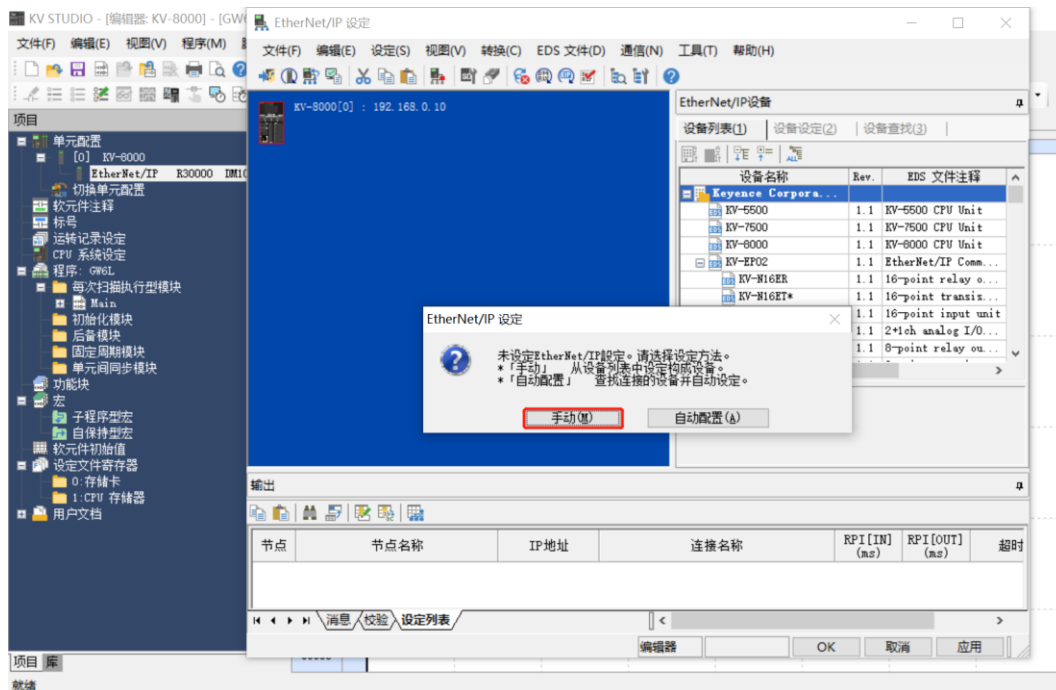 KV STUDIO - [编辑器: KV-8000] - [GW6
文件(F) 编辑(E) 视图(V) 程序(M)
项目
单元配置
[0] KV-8000
EtherNet/IP R30000 DM10
切换单元配置
软元件注释
标号
运转记录设定
CPU 系统设定
程序: GW6L
每次扫描执行型模块
Main
初始化模块
后备模块
固定周期模块
单元间同步模块
功能块
宏
子程序型宏
自保持型宏
软元件初始值
设定文件寄存器
0:存储卡
1:CPU 存储器
用户文档
项目 库
就绪
EtherNet/IP 设定
文件(F) 编辑(E) 设定(S) 视图(V) 转换(C) EDS 文件(D) 通信(N) 工具(T) 帮助(H)
KV-8000[0] : 192.168.0.10
EtherNet/IP设备
设备列表(1) 设备设定(2) 设备查找(3)
设备名称 Rev. EDS 文件注释
Keyence Corpora...
KV-5500 1.1 KV-5500 CPU Unit
KV-7500 1.1 KV-7500 CPU Unit
KV-8000 1.1 KV-8000 CPU Unit
KV-EP02 1.1 EtherNet/IP Comm...
KV-N16ER 1.1 16-point relay o...
KV-N16ET* 1.1 16-point transis...
1.1 16-point input unit
1.1 2+1ch analog I/O...
1.1 8-point relay ou...
EtherNet/IP 设定
未设定EtherNet/IP設定。请选择设定方法。
*「手动」 从设备列表中设定构成设备。
*「自动配置」 查找连接的设备并自动设定。
手动(M) 自动配置(A)
输出
节点 节点名称 IP地址 连接名称 RPI[IN] (ms) RPI[OUT] (ms) 超时
消息 校验 设定列表
编辑器 OK 取消 应用